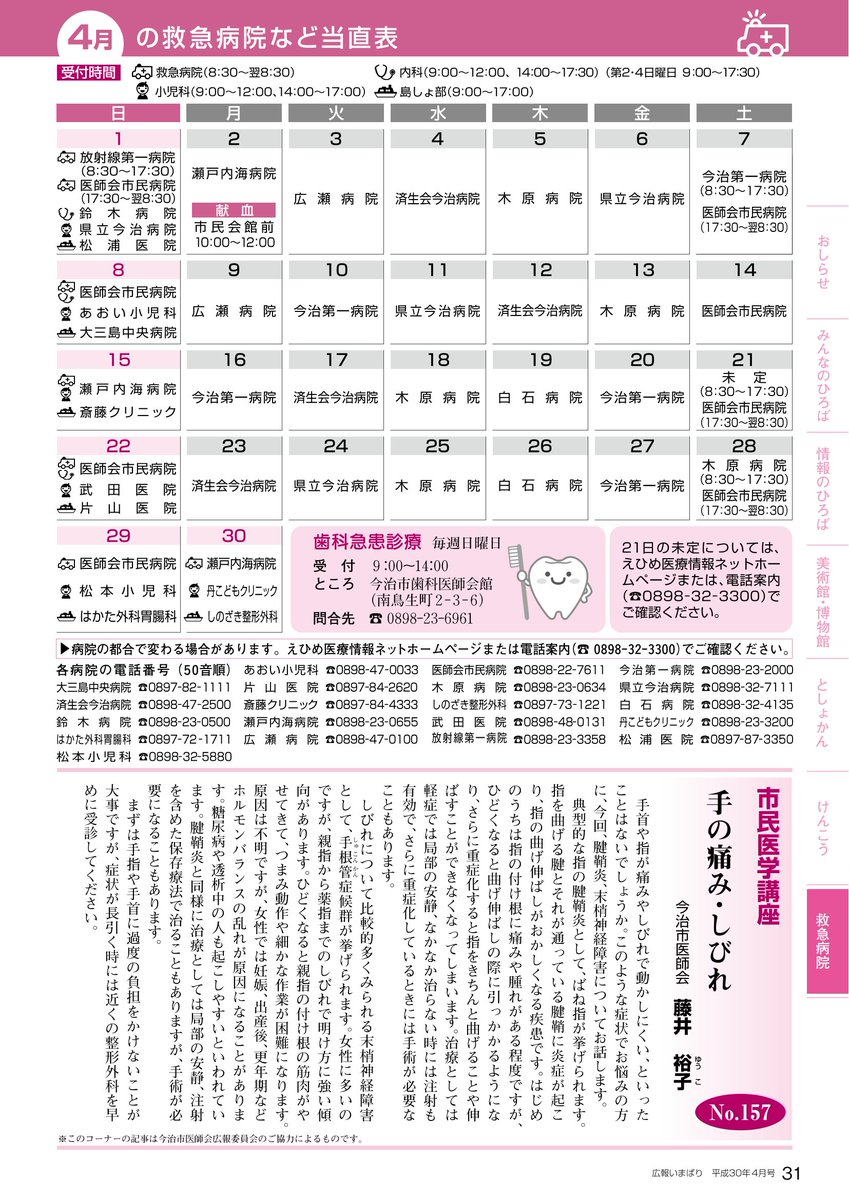 4月 の救急病院など当直表
受付時間 救急病院(8:30～翌8:30) 内科(9:00～12:00、14:00～17:30)(第2・4日曜日 9:00～17:30)
小児科(9:00～12:00、14:00～17:00) 島しょ部(9:00～17:00)
日 月 火 水 木 金 土
1
放射線第一病院
(8:30～17:30)
医師会市民病院
(17:30～翌8:30)
鈴木病院
県立今治病院
松浦医院
2
瀬戸内海病院
献血
市民会館前
10:00～12:00
3
広瀬病院
4
済生会今治病院
5
木原病院
6
県立今治病院
7
今治第一病院
(8:30～17:30)
医師会市民病院
(17:30～翌8:30)
8
医師会市民病院
あおい小児科
大三島中央病院
9
広瀬病院
10
今治第一病院
11
県立今治病院
12
済生会今治病院
13
木原病院
14
医師会市民病院
15
瀬戸内海病院
斎藤クリニック
16
今治第一病院
17
済生会今治病院
18
木原病院
19
白石病院
20
今治第一病院
21
未定
(8:30～17:30)
医師会市民病院
(17:30～翌8:30)
22
医師会市民病院
武田医院
片山医院
23
済生会今治病院
24
県立今治病院
25
木原病院
26
白石病院
27
今治第一病院
28
木原病院
(8:30～17:30)
医師会市民病院
(17:30～翌8:30)
29
医師会市民病院
松本小児科
はかた外科胃腸科
30
瀬戸内海病院
丹こどもクリニック
しのざき整形外科
歯科急患診療 毎週日曜日
受付 9:00～14:00
ところ 今治市歯科医師会館
(南鳥生町2-3-6)
問合先 ☎0898-23-6961
21日の未定については、
えひめ医療情報ネットホー
ムページまたは、電話案内
(☎0898-32-3300)で
ご確認ください。
▶病院の都合で変わる場合があります。えひめ医療情報ネットホームページまたは電話案内(☎0898-32-3300)でご確認ください。
各病院の電話番号(50音順) あおい小児科 ☎0898-47-0033 医師会市民病院 ☎0898-22-7611 今治第一病院 ☎0898-23-2000
大三島中央病院 ☎0897-82-1111 片山医院 ☎0897-84-2620 木原病院 ☎0898-23-0634 県立今治病院 ☎0898-32-7111
済生会今治病院 ☎0898-47-2500 斎藤クリニック ☎0897-84-4333 しのざき整形外科 ☎0897-73-1221 白石病院 ☎0898-32-4135
鈴木病院 ☎0898-23-0500 瀬戸内海病院 ☎0898-23-0655 武田医院 ☎0898-48-0131 丹こどもクリニック ☎0898-23-3200
はかた外科胃腸科 ☎0897-72-1711 広瀬病院 ☎0898-47-0100 放射線第一病院 ☎0898-23-3358 松浦医院 ☎0897-87-3350
松本小児科 ☎0898-32-5880
市民医学講座
手の痛み・しびれ
今治市医師会 藤井 裕子
ゆうこ
No.157
手首や指が痛みやしびれで動かしにくい、といった
ことはないでしょうか。このような症状でお悩みの方
に、今回、腱鞘炎、末梢神経障害についてお話します。
典型的な指の腱鞘炎として、ばね指が挙げられます。
指を曲げる腱とそれが通っている腱鞘に炎症が起こ
り、指の曲げ伸ばしがおかしくなる疾患です。はじめ
のうちは指の付け根に痛みや腫れがある程度ですが、
ひどくなると曲げ伸ばしの際に引っかかるようにな
り、さらに重症化すると指をきちんと曲げることや伸
ばすことができなくなってしまいます。治療としては
軽症では局部の安静、なかなか治らない時には注射も
有効で、さらに重症化しているときには手術が必要な
こともあります。
しびれについて比較的多くみられる末梢神経障害
として、手根管症候群が挙げられます。女性に多いの
しゅこんかん
ですが、親指から薬指までのしびれで明け方に強い傾
向があります。ひどくなると親指の付け根の筋肉がや
せてきて、つまみ動作や細かな作業が困難になります。
原因は不明ですが、女性では妊娠、出産後、更年期など
ホルモンバランスの乱れが原因になることがありま
す。糖尿病や透析中の人も起こしやすいといわれてい
ます。腱鞘炎と同様に治療としては局部の安静、注射
を含めた保存療法で治ることもありますが、手術が必
要になることもあります。
まずは手指や手首に過度の負担をかけないことが
大事ですが、症状が長引く時には近くの整形外科を早
めに受診してください。
※このコーナーの記事は今治市医師会広報委員会のご協力によるものです。
おしらせ
みんなのひろば
情報のひろば
美術館・博物館
としょかん
けんこう
救急病院
広報いまばり 平成30年4月号 31